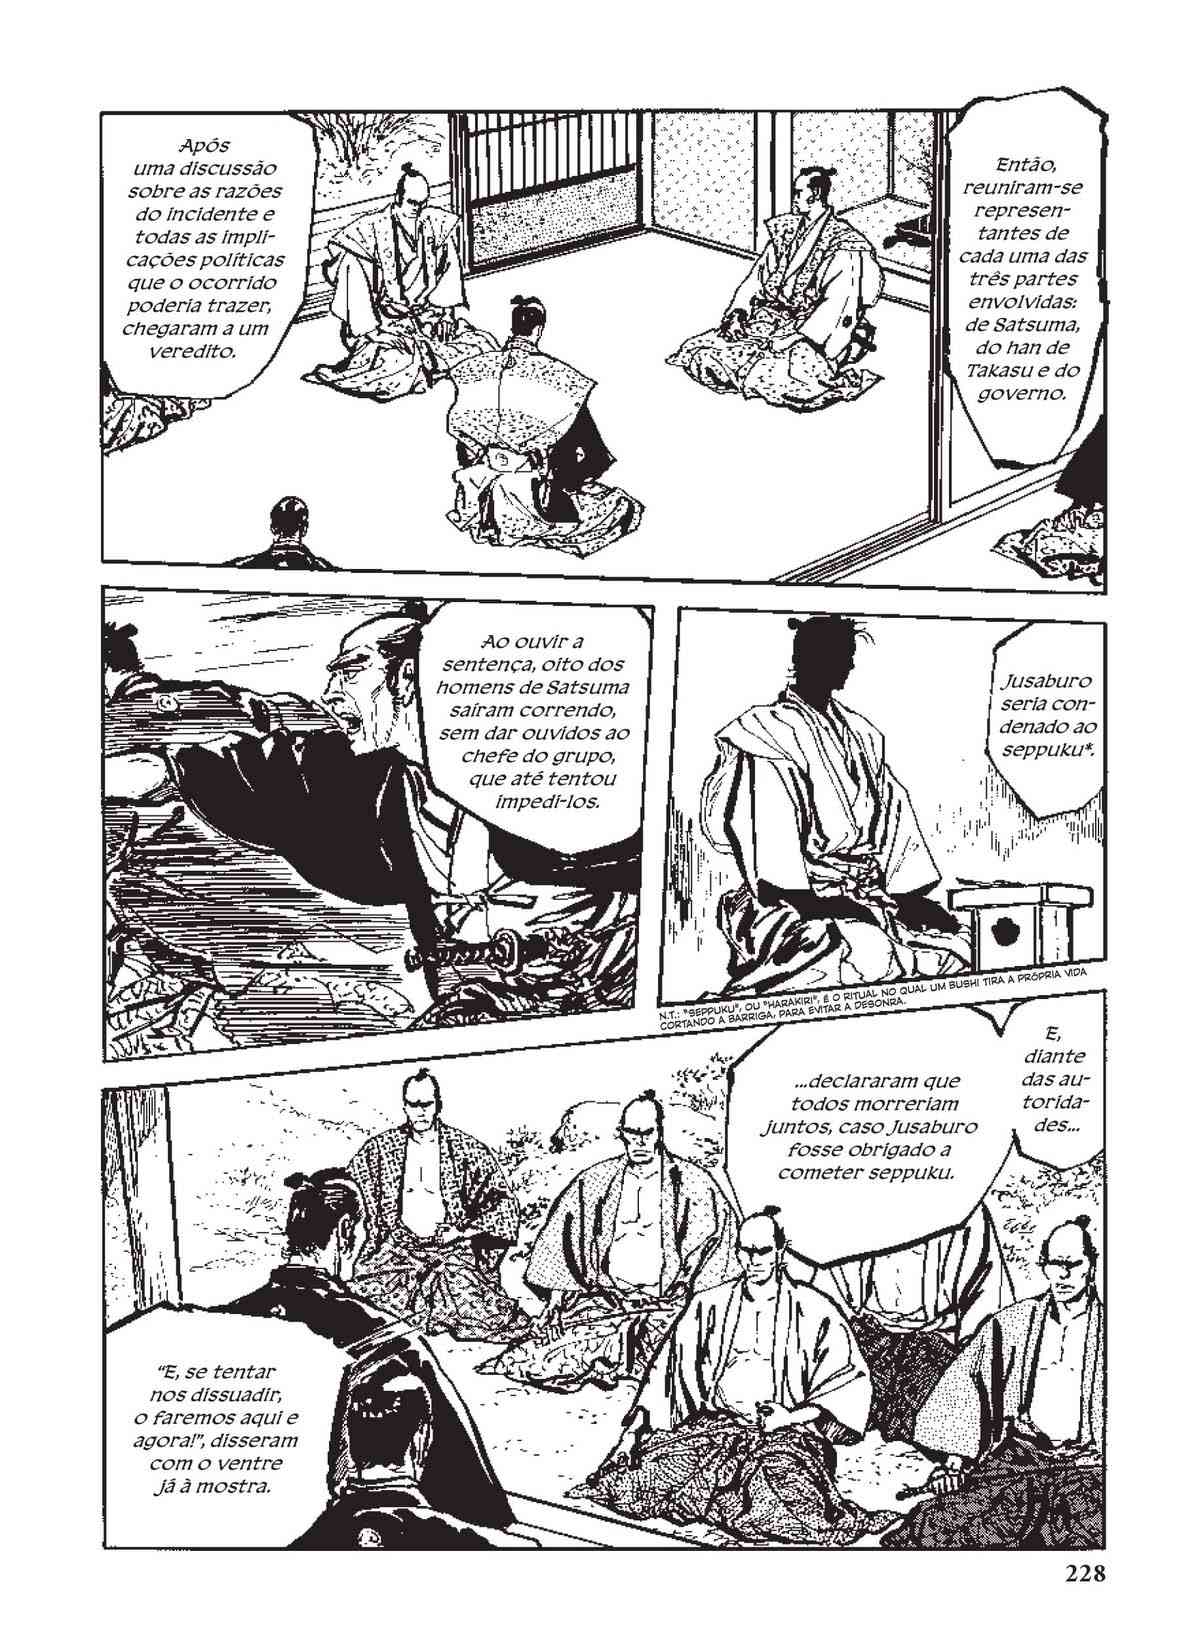 Então,
reuniram-se
represen-
tantes de
cada uma das
três partes
envolvidas:
de Satsuma,
do han de
Takasu e do
governo.
Após
uma discussão
sobre as razões
do incidente e
todas as impli-
cações políticas
que o ocorrido
poderia trazer,
chegaram a um
veredito.
Jusaburo
seria con-
denado ao
seppuku*.
N.T.: "SEPPUKU", OU "HARAKIRI", É O RITUAL NO QUAL UM BUSHI TIRA A PRÓPRIA VIDA
CORTANDO A BARRIGA, PARA EVITAR A DESONRA.
Ao ouvir a
sentença, oito dos
homens de Satsuma
saíram correndo,
sem dar ouvidos ao
chefe do grupo,
que até tentou
impedi-los.
E,
diante
das au-
torida-
des...
...declararam que
todos morreriam
juntos, caso Jusaburo
fosse obrigado a
cometer seppuku.
"E, se tentar
nos dissuadir,
o faremos aqui e
agora!", disseram
com o ventre
já à mostra.
228